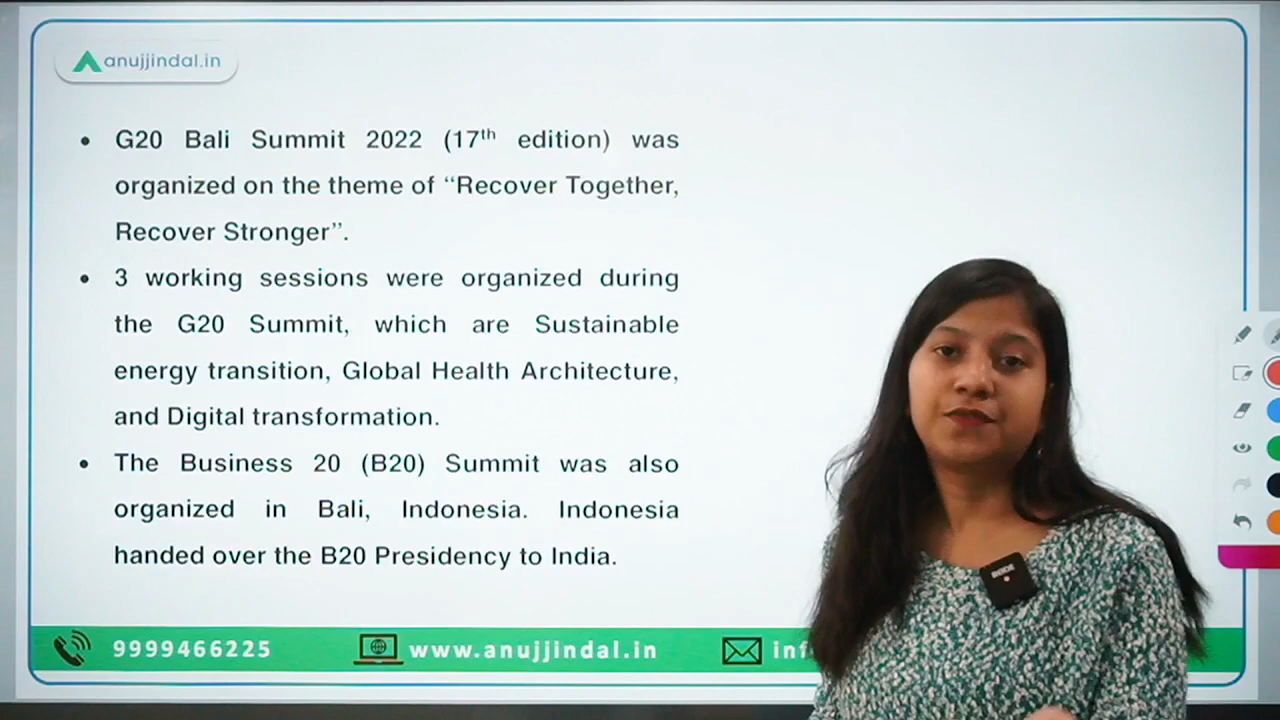 anujjindal.in
• G20 Bali Summit 2022 (17th edition) was
organized on the theme of “Recover Together,
Recover Stronger”.
• 3 working sessions were organized during
the G20 Summit, which are Sustainable
energy transition, Global Health Architecture,
and Digital transformation.
• The Business 20 (B20) Summit was also
organized in Bali, Indonesia. Indonesia
handed over the B20 Presidency to India.
RODE
9999466225 www.anujjindal.in inf